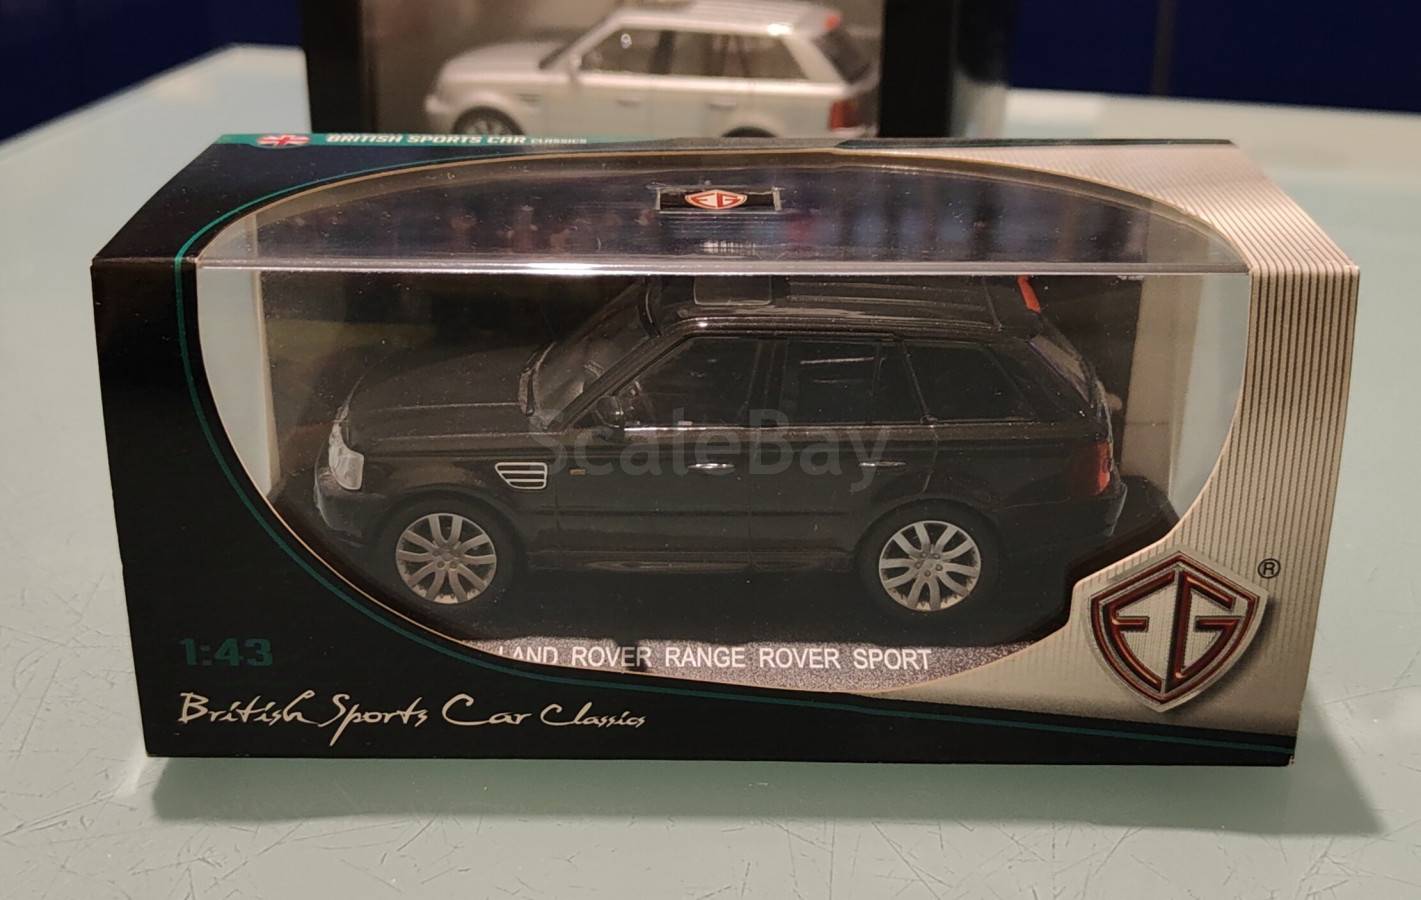 BRITISH SPORTS CAR CLASSICS
EG
ScaleBay
LAND ROVER RANGE ROVER SPORT
EG
®
1:43
British Sports Car Classics